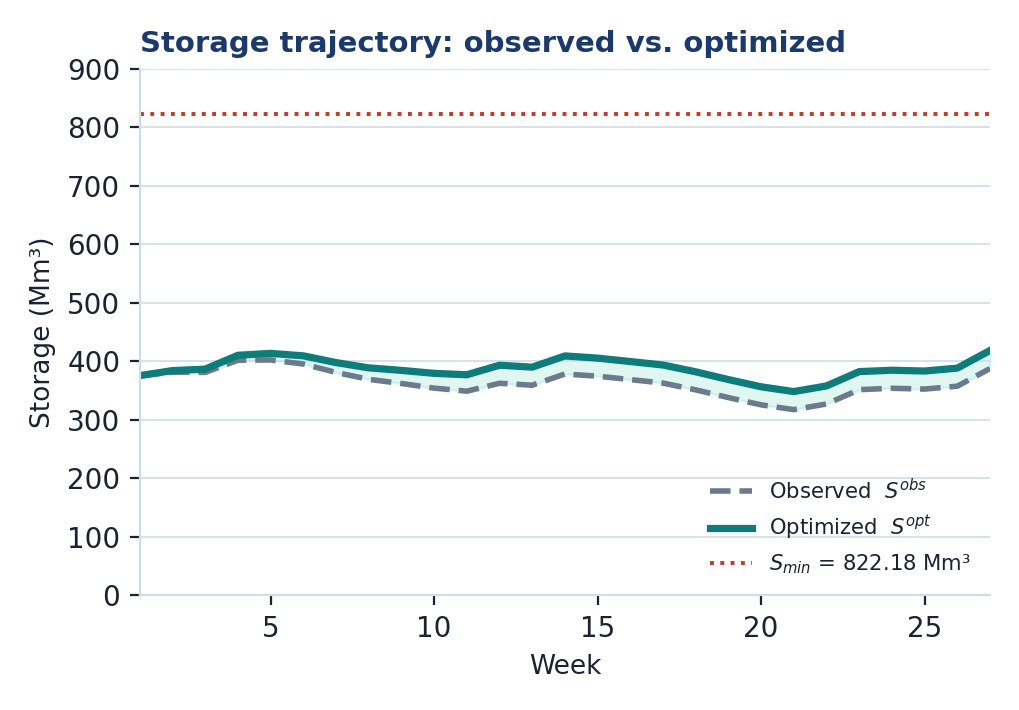 Storage trajectory: observed vs. optimized
Storage (Mm³)
900
800
700
600
500
400
300
200
100
0
Observed S^obs
Optimized S^opt
S_min = 822.18 Mm³
5 10 15 20 25
Week